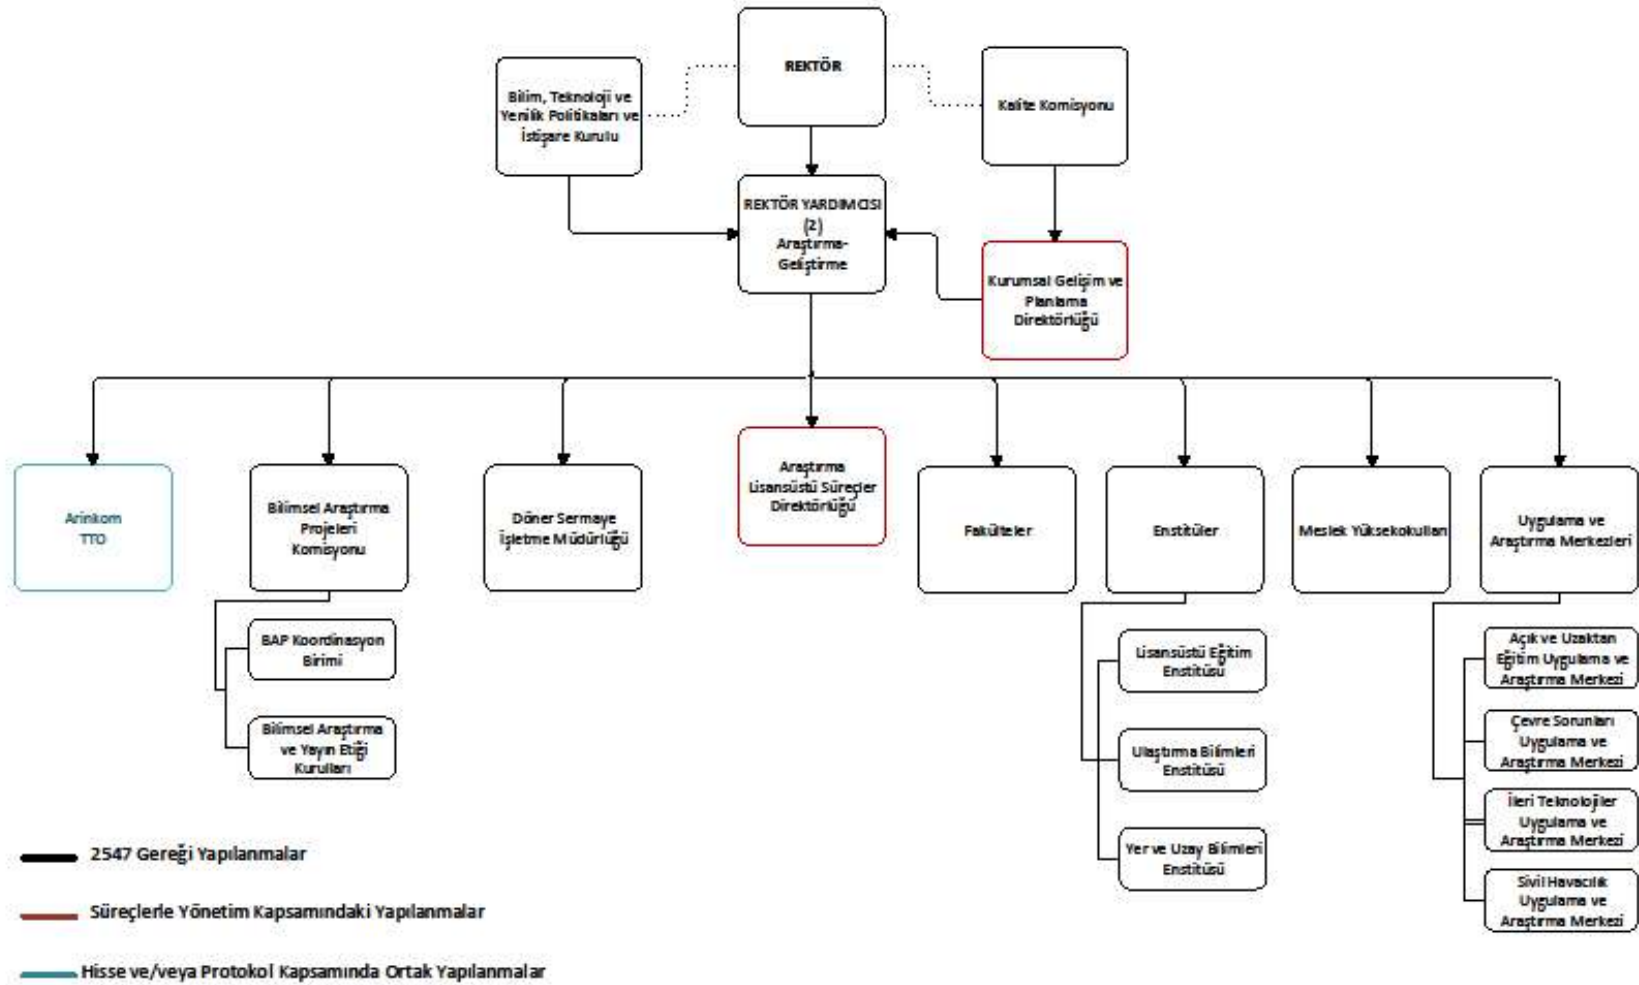 REKTÖR
Bilim, Teknoloji ve
Yenilik Politikaları ve
İstişare Kurulu
Kalite Komisyonu
REKTÖR YARDIMCISI
(2)
Araştırma-
Geliştirme
Kurumsal Gelişim ve
Planlama
Direktörlüğü
Arinkom
TTO
Bilimsel Araştırma
Projeleri
Komisyonu
Döner Sermaye
İşletme Müdürlüğü
Araştırma
Lisansüstü Süreçler
Direktörlüğü
Fakülteler
Enstitüler
Meslek Yüksekokulları
Uygulama ve
Araştırma Merkezleri
BAP Koordinasyon
Birimi
Bilimsel Araştırma
ve Yayın Etiği
Kurulları
Lisansüstü Eğitim
Enstitüsü
Ulaştırma Bilimleri
Enstitüsü
Yer ve Uzay Bilimleri
Enstitüsü
Açık ve Uzaktan
Eğitim Uygulama ve
Araştırma Merkezi
Çevre Sorunları
Uygulama ve
Araştırma Merkezi
İleri Teknolojiler
Uygulama ve
Araştırma Merkezi
Sivil Havacılık
Uygulama ve
Araştırma Merkezi
2547 Gereği Yapılanmalar
Süreçlerle Yönetim Kapsamındaki Yapılanmalar
Hisse ve/veya Protokol Kapsamında Ortak Yapılanmalar